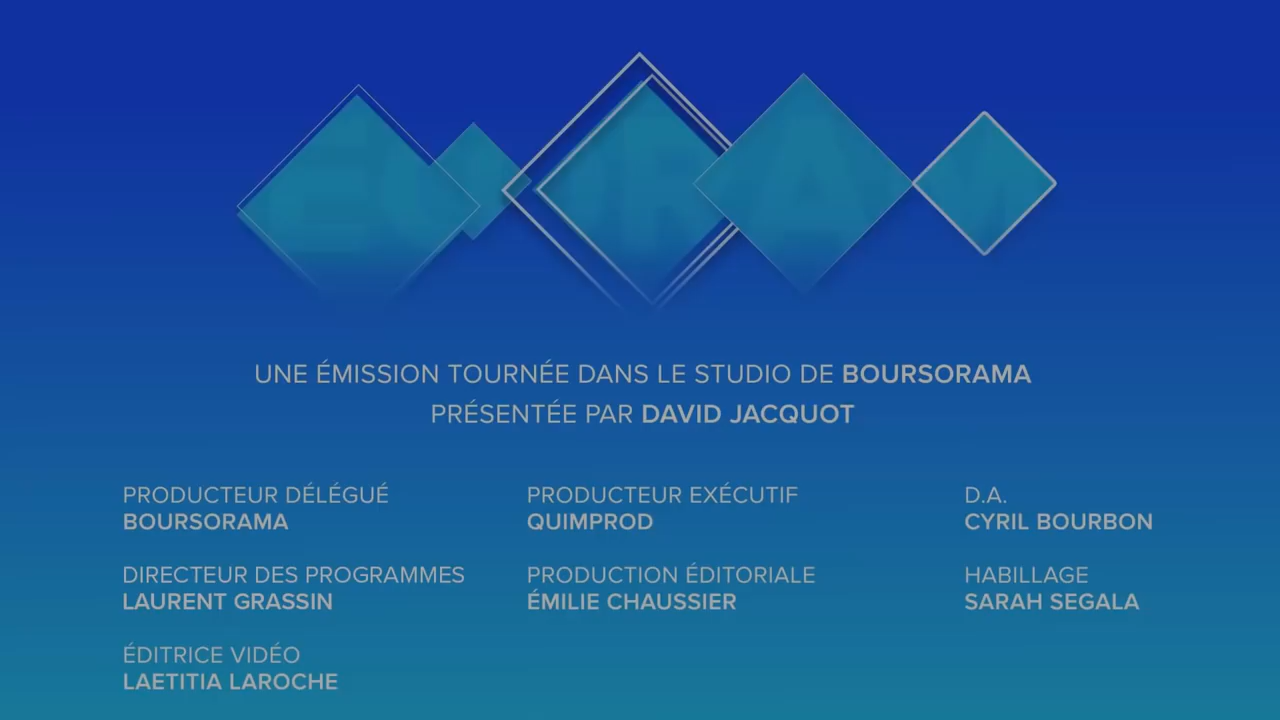 UNE ÉMISSION TOURNÉE DANS LE STUDIO DE BOURSORAMA
PRÉSENTÉE PAR DAVID JACQUOT
PRODUCTEUR DÉLÉGUÉ
BOURSORAMA
DIRECTEUR DES PROGRAMMES
LAURENT GRASSIN
ÉDITRICE VIDÉO
LAETITIA LAROCHE
PRODUCTEUR EXÉCUTIF
QUIMPROD
PRODUCTION ÉDITORIALE
ÉMILIE CHAUSSIER
D.A.
CYRIL BOURBON
HABILLAGE
SARAH SEGALA